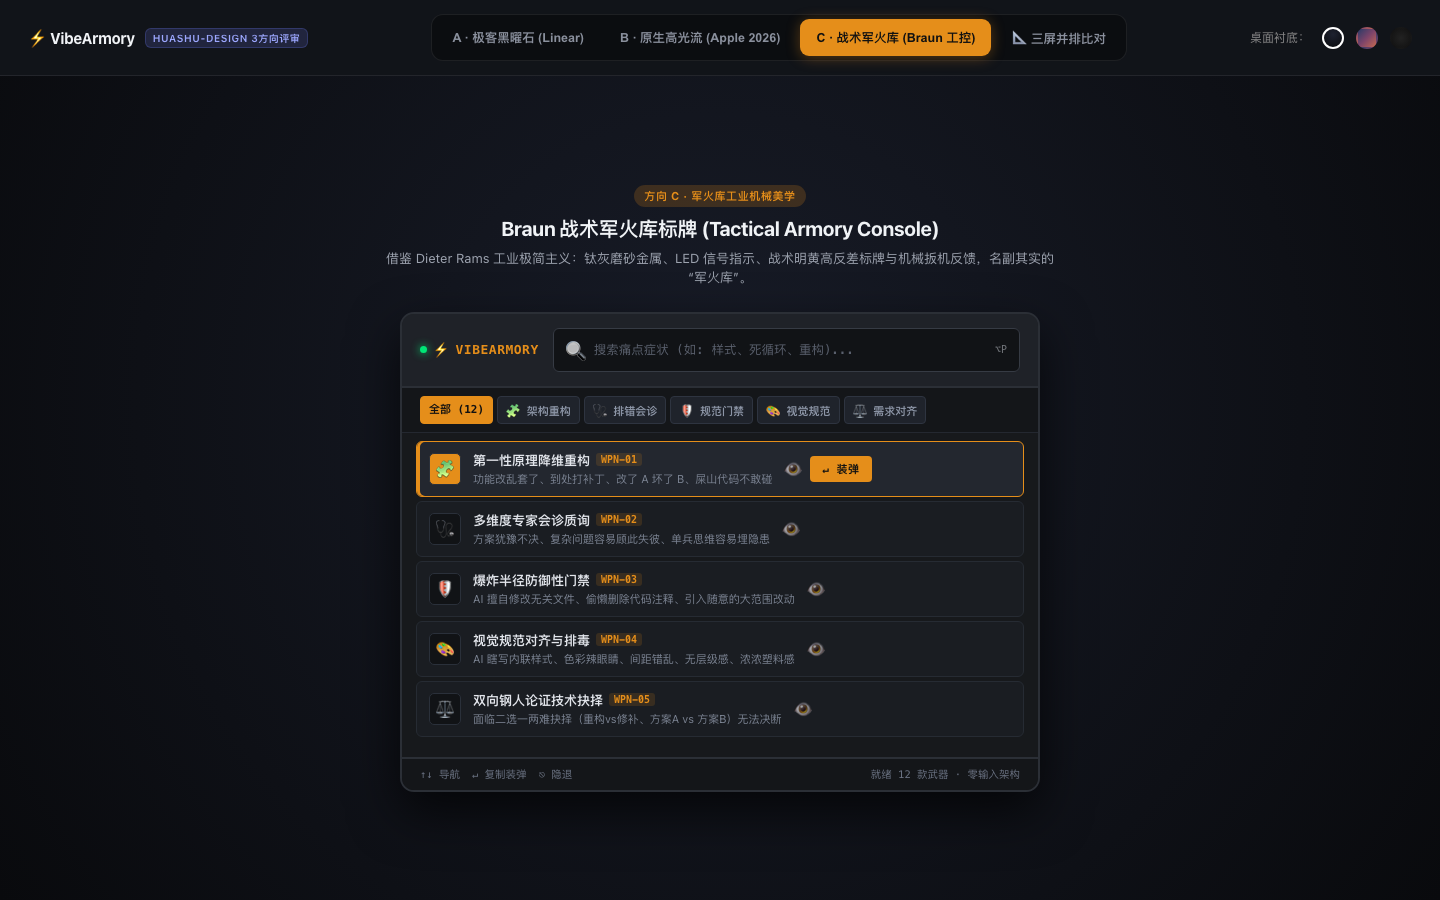 ⚡ VibeArmory
HUASHU-DESIGN 3方向评审
A · 极客黑曜石 (Linear)
B · 原生高光流 (Apple 2026)
C · 战术军火库 (Braun 工控)
📐 三屏并排比对
桌面衬底：
方向 C · 军火库工业机械美学
Braun 战术军火库标牌 (Tactical Armory Console)
借鉴 Dieter Rams 工业极简主义：钛灰磨砂金属、LED 信号指示、战术明黄高反差标牌与机械扳机反馈，名副其实的
“军火库”。
⚡ VIBEARMORY
搜索痛点症状 (如: 样式、死循环、重构)...
⌥P
全部 (12)
架构重构
排错会诊
规范门禁
视觉规范
需求对齐
第一性原理降维重构 WPN-01
功能改乱套了、到处打补丁、改了 A 坏了 B、屎山代码不敢碰
↵ 装弹
多维度专家会诊质询 WPN-02
方案犹豫不决、复杂问题容易顾此失彼、单兵思维容易埋隐患
爆炸半径防御性门禁 WPN-03
AI 擅自修改无关文件、偷懒删除代码注释、引入随意的大范围改动
视觉规范对齐与排毒 WPN-04
AI 瞎写内联样式、色彩辣眼睛、间距错乱、无层级感、浓浓塑料感
双向钢人论证技术抉择 WPN-05
面临二选一两难抉择（重构vs修补、方案A vs 方案B）无法决断
↑↓ 导航
↵ 复制装弹
⎋ 隐退
就绪 12 款武器 · 零输入架构